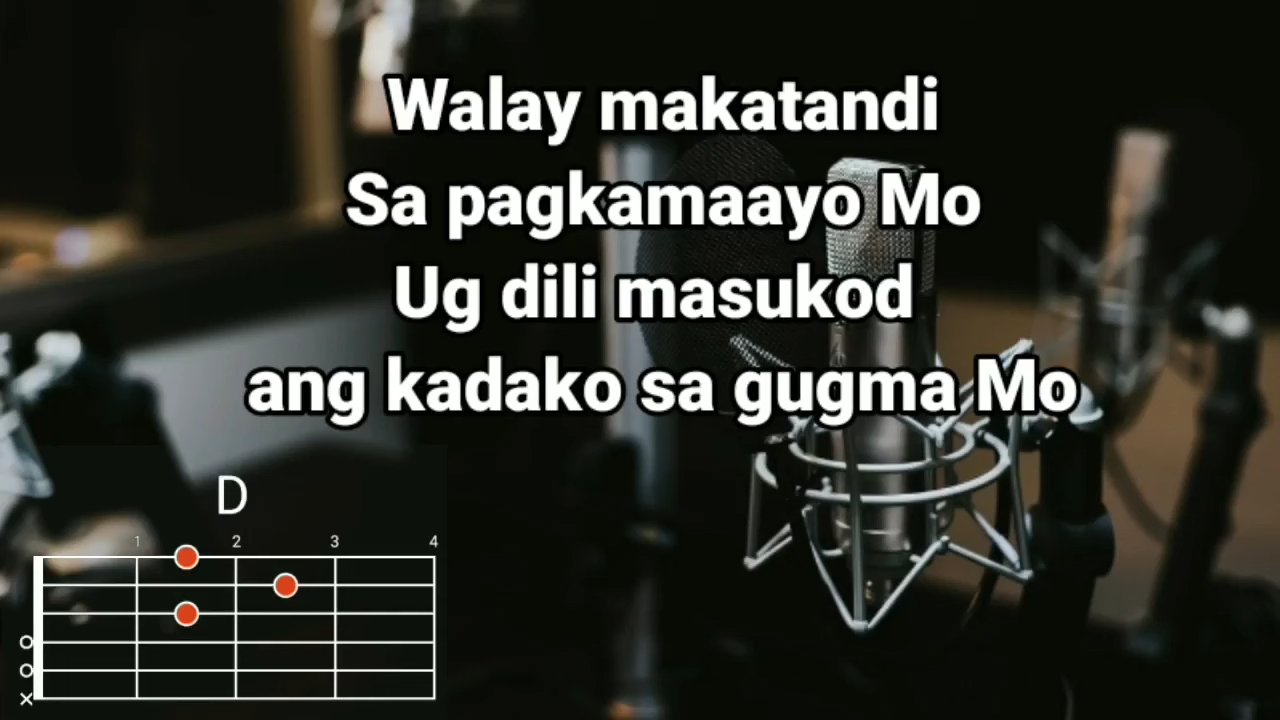 Walay makatandi
Sa pagkamaayo Mo
Ug dili masukod
ang kadako sa gugma Mo
D
1 2 3 4
o
o
x